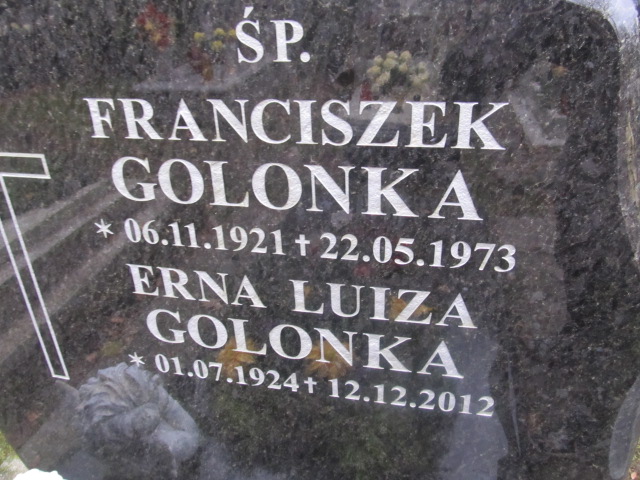 ŚP.
FRANCISZEK
GOLONKA
* 06.11.1921 † 22.05.1973
ERNA LUIZA
GOLONKA
* 01.07.1924 † 12.12.2012